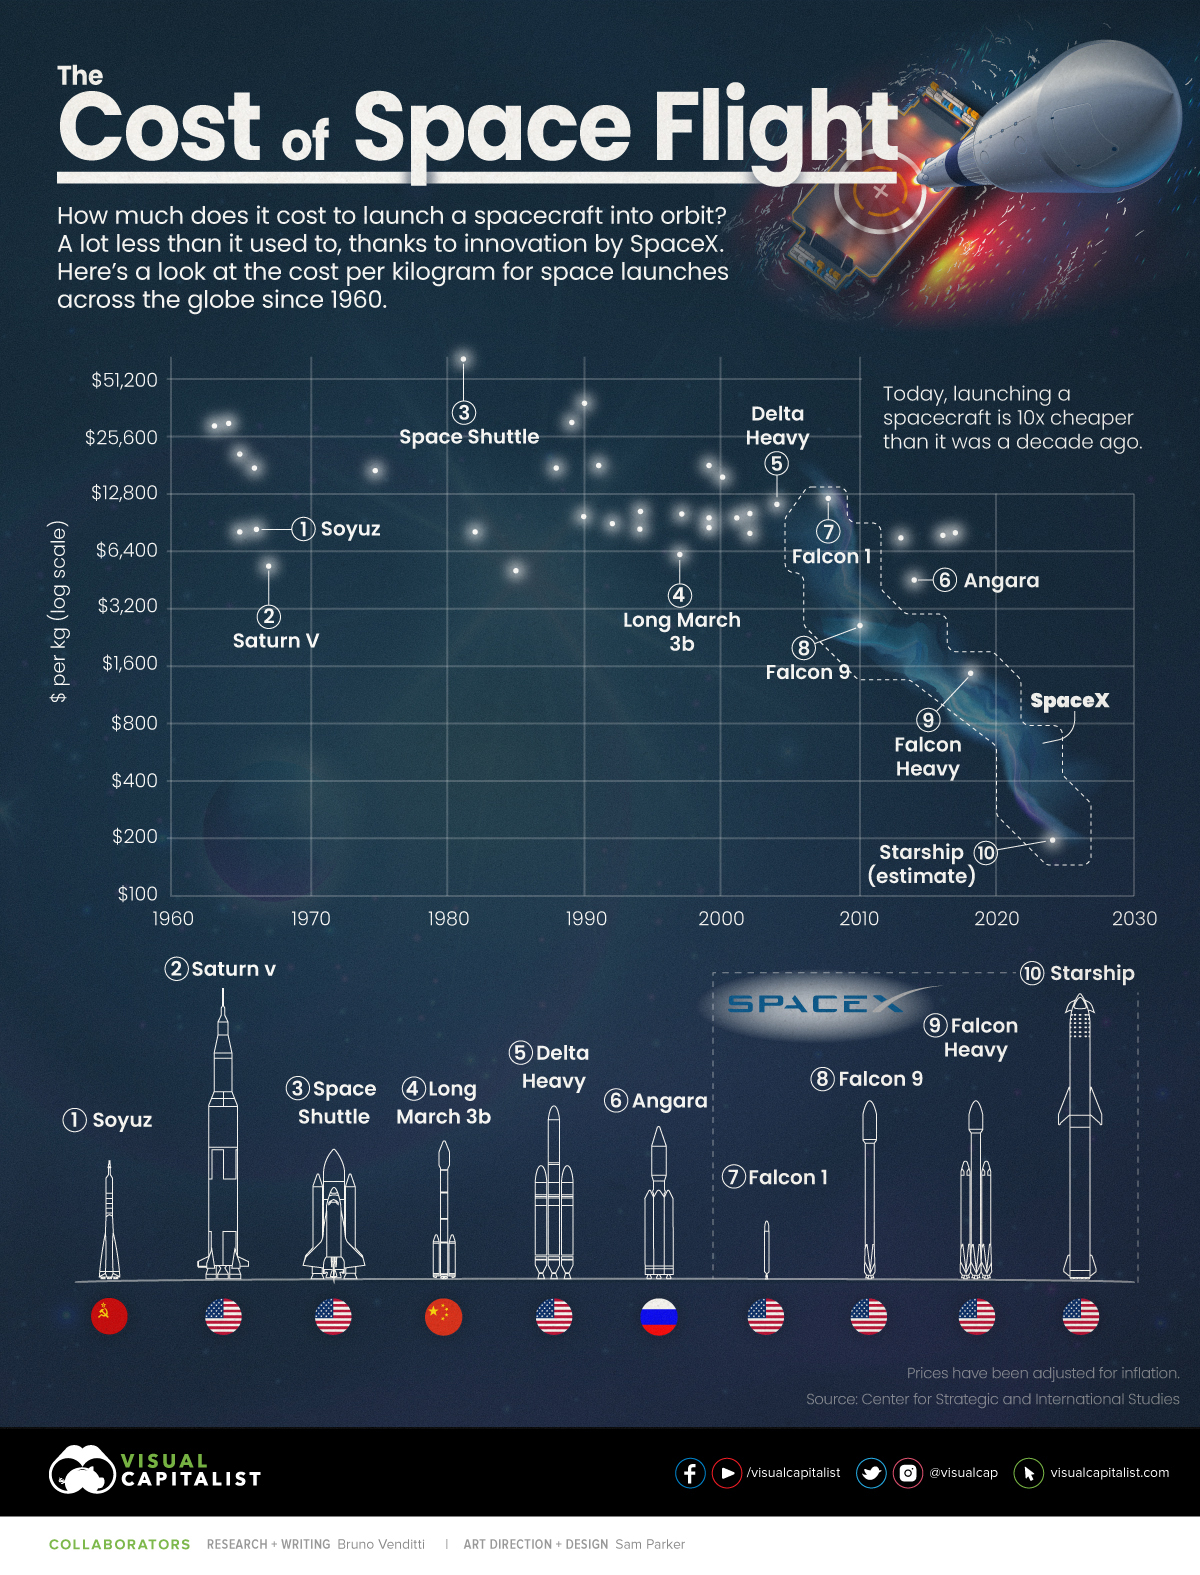 The
Cost of Space Flight
How much does it cost to launch a spacecraft into orbit?
A lot less than it used to, thanks to innovation by SpaceX.
Here's a look at the cost per kilogram for space launches
across the globe since 1960.
Today, launching a
spacecraft is 10x cheaper
than it was a decade ago.
$ per kg (log scale)
$51,200
$25,600
$12,800
$6,400
$3,200
$1,600
$800
$400
$200
$100
1960
1970
1980
1990
2000
2010
2020
2030
3
Space Shuttle
Delta
Heavy
5
1 Soyuz
2
Saturn V
4
Long March
3b
7
Falcon 1
6 Angara
8
Falcon 9
9
Falcon
Heavy
SpaceX
Starship 10
(estimate)
1 Soyuz
2 Saturn v
3 Space
Shuttle
4 Long
March 3b
5 Delta
Heavy
6 Angara
SPACEX
7 Falcon 1
8 Falcon 9
9 Falcon
Heavy
10 Starship
Prices have been adjusted for inflation.
Source: Center for Strategic and International Studies
VISUAL
CAPITALIST
/visualcapitalist
@visualcap
visualcapitalist.com
COLLABORATORS RESEARCH + WRITING Bruno Venditti | ART DIRECTION + DESIGN Sam Parker